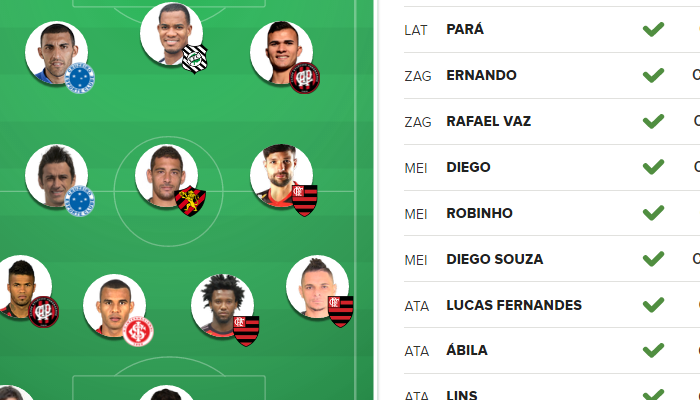 LAT PARÁ
ZAG ERNANDO
ZAG RAFAEL VAZ
MEI DIEGO
MEI ROBINHO
MEI DIEGO SOUZA
ATA LUCAS FERNANDES
ATA ÁBILA
ATA LINS